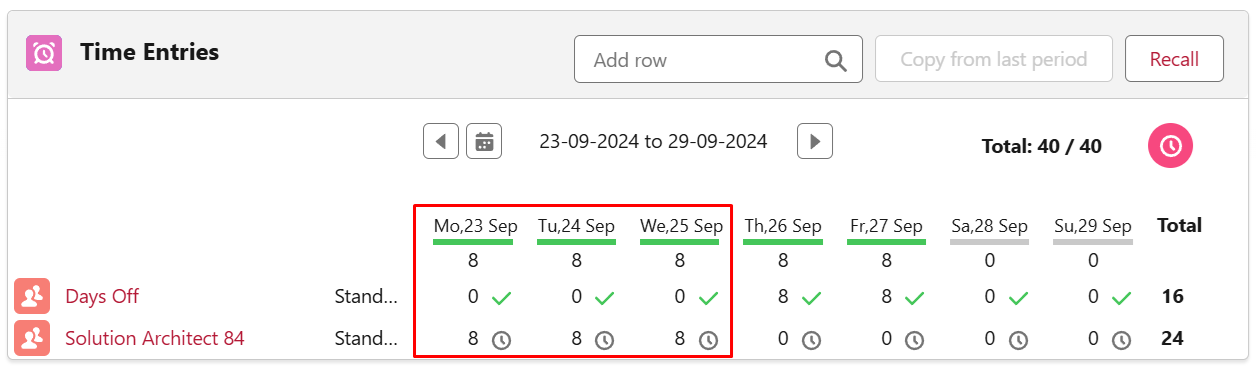 Time Entries
Add row
Copy from last period
Recall
23-09-2024 to 29-09-2024
Total: 40 / 40
Mo,23 Sep Tu,24 Sep We,25 Sep Th,26 Sep Fr,27 Sep Sa,28 Sep Su,29 Sep Total
8 8 8 8 8 0 0
Days Off Stand... 0 0 0 8 8 0 0 16
Solution Architect 84 Stand... 8 8 8 0 0 0 0 24